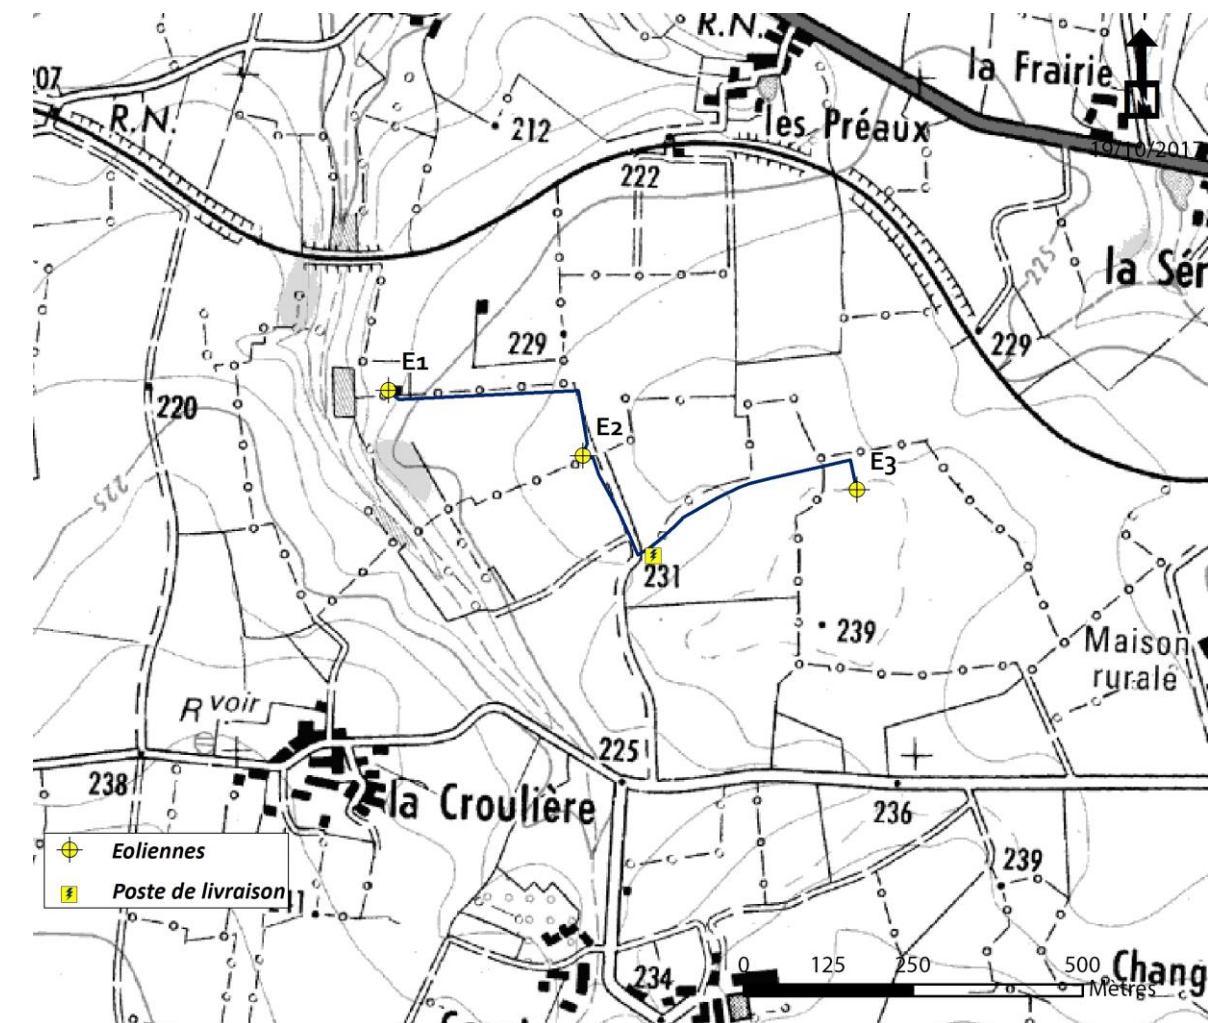 R.N.
la Frairie
N
207
R.N.
212
les Préaux
19/10/2017
222
225
la Sér
229
229
E1
220
E2
E3
225
231
239
Maison
rurale
R voir
225
238
la Croulière
236
Eoliennes
239
Poste de livraison
234
0 125 250 500
Mètres
Chang